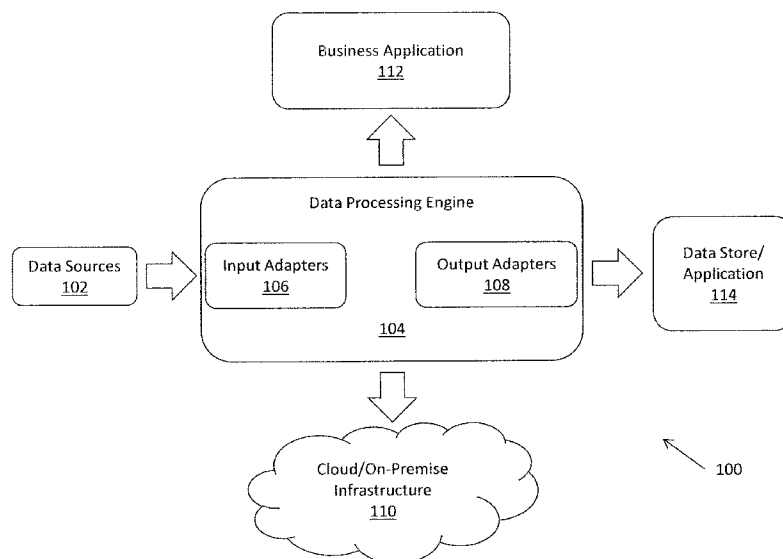 Business Application
112
Data Processing Engine
Data Sources
102
Input Adapters
106
Output Adapters
108
Data Store/
Application
114
104
Cloud/On-Premise
Infrastructure
110
100